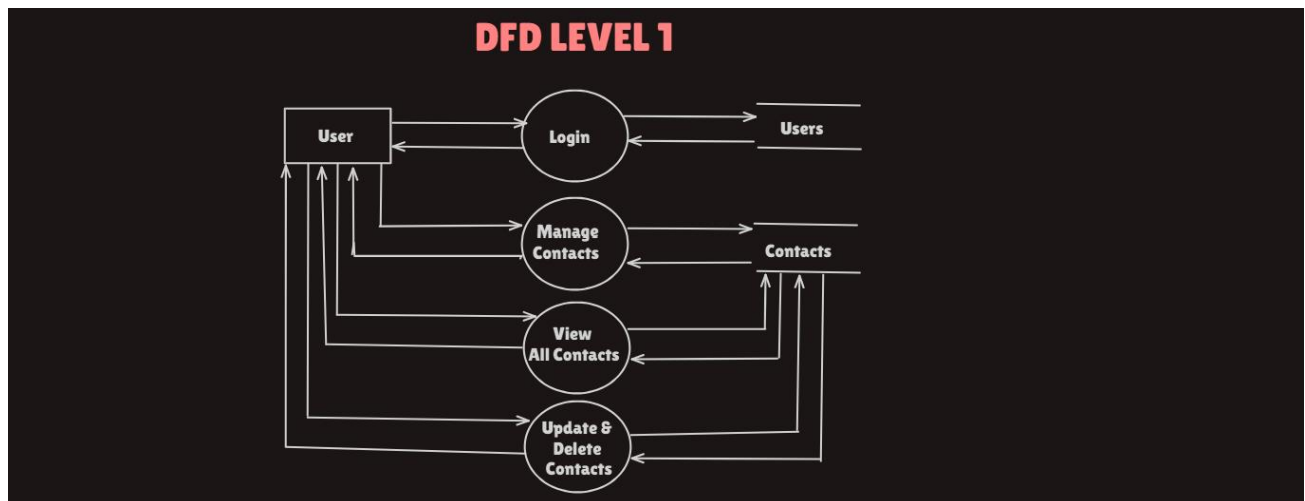 DFD LEVEL 1
User
Login
Users
Manage
Contacts
Contacts
View
All Contacts
Update &
Delete
Contacts